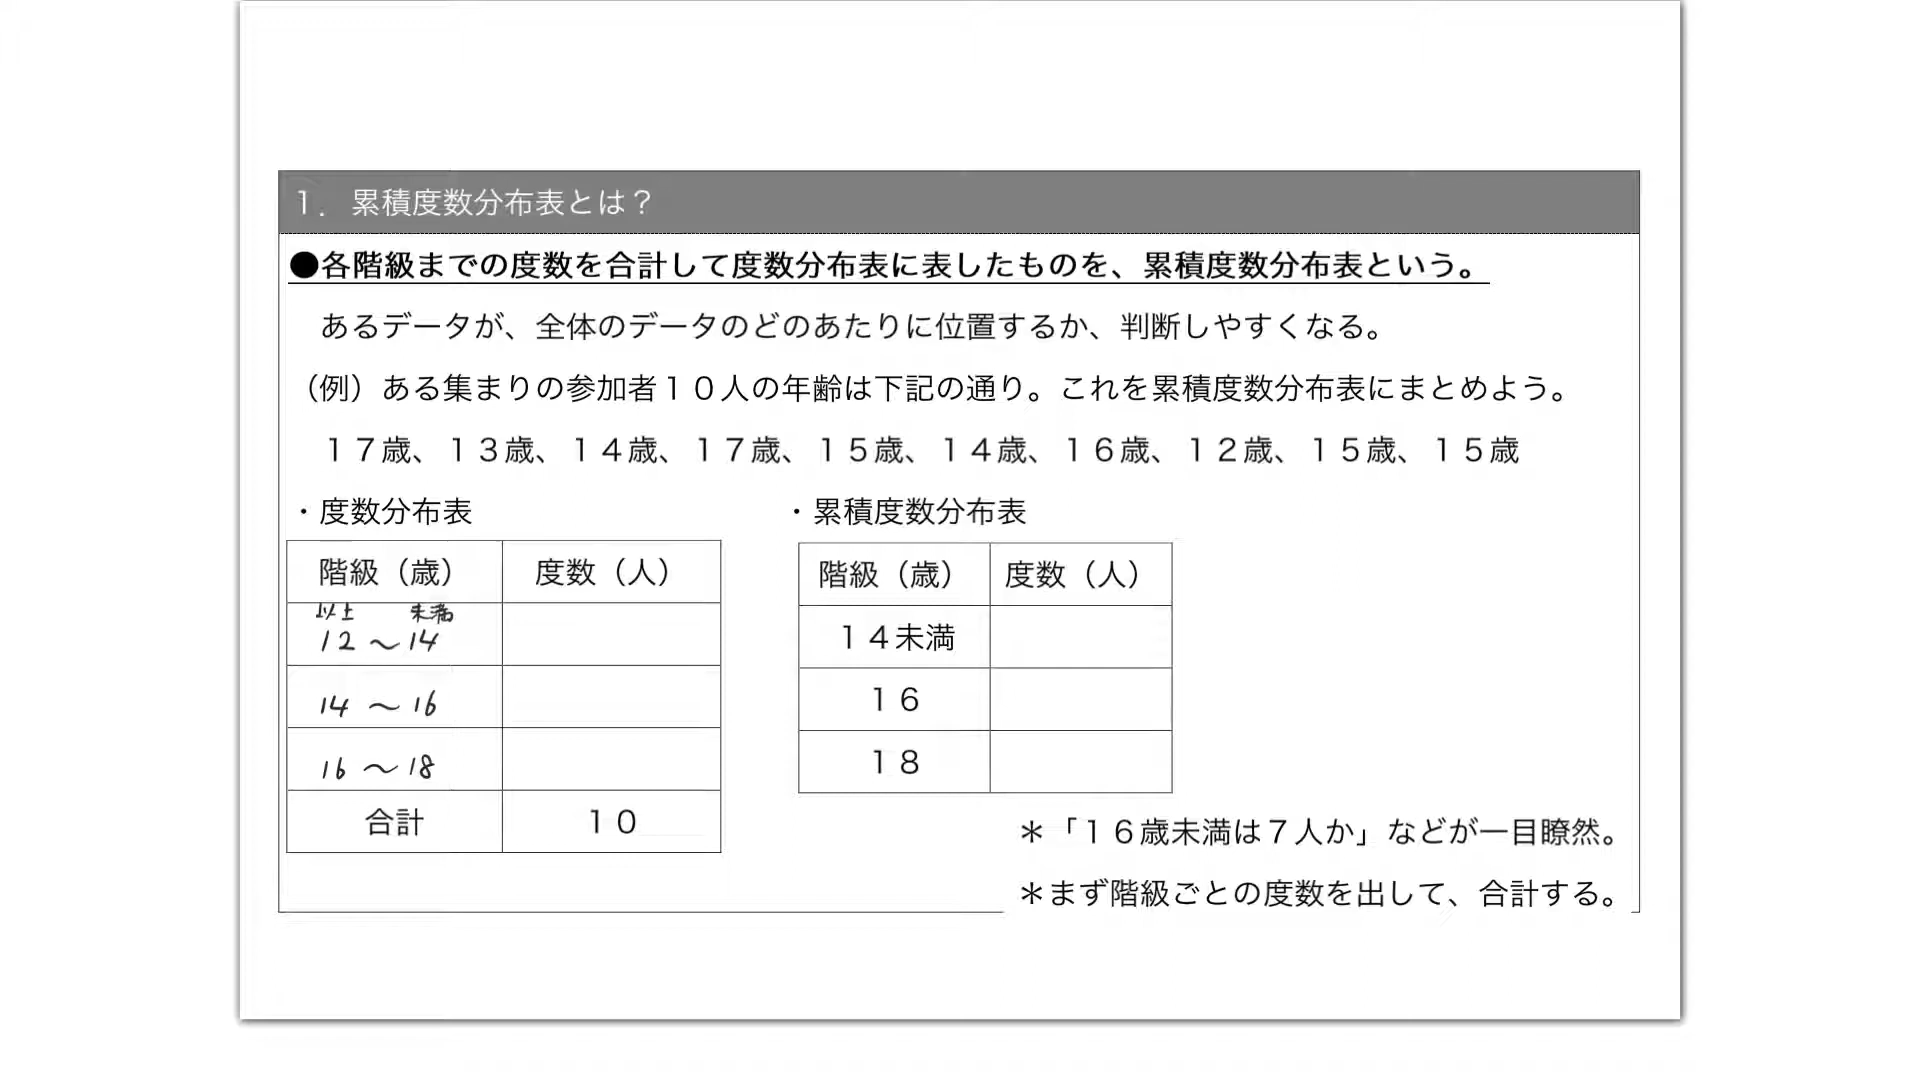 １．累積度数分布表とは？
●各階級までの度数を合計して度数分布表に表したものを、累積度数分布表という。
あるデータが、全体のデータのどのあたりに位置するか、判断しやすくなる。
（例）ある集まりの参加者１０人の年齢は下記の通り。これを累積度数分布表にまとめよう。
１７歳、１３歳、１４歳、１７歳、１５歳、１４歳、１６歳、１２歳、１５歳、１５歳
・度数分布表
階級（歳） 度数（人）
以上 未満
12 〜 14
14 〜 16
16 〜 18
合計 １０
・累積度数分布表
階級（歳） 度数（人）
１４未満
１６
１８
＊「１６歳未満は７人か」などが一目瞭然。
＊まず階級ごとの度数を出して、合計する。